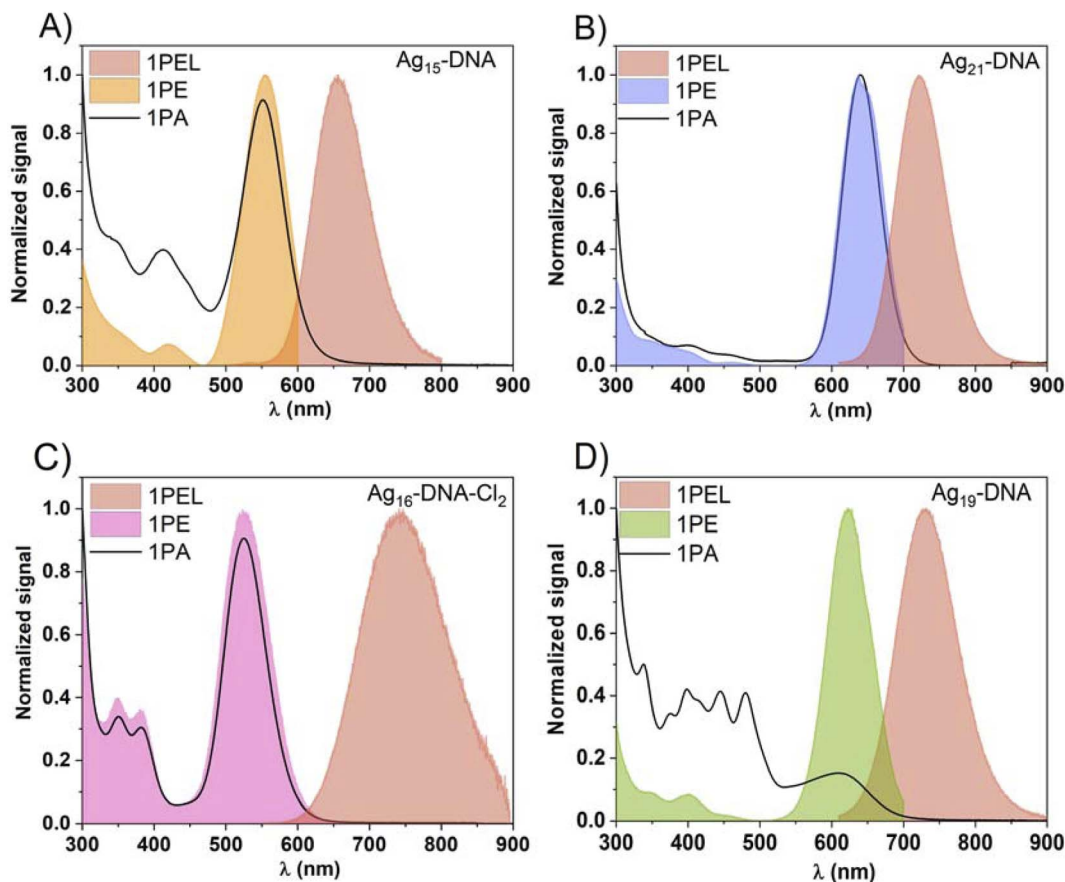 A)
1PEL
1PE
1PA
Ag₁₅-DNA
Normalized signal
1.0
0.8
0.6
0.4
0.2
0.0
300 400 500 600 700 800 900
λ (nm)
B)
1PEL
1PE
1PA
Ag₂₁-DNA
Normalized signal
1.0
0.8
0.6
0.4
0.2
0.0
300 400 500 600 700 800 900
λ (nm)
C)
1PEL
1PE
1PA
Ag₁₆-DNA-Cl₂
Normalized signal
1.0
0.8
0.6
0.4
0.2
0.0
300 400 500 600 700 800 900
λ (nm)
D)
1PEL
1PE
1PA
Ag₁₉-DNA
Normalized signal
1.0
0.8
0.6
0.4
0.2
0.0
300 400 500 600 700 800 900
λ (nm)